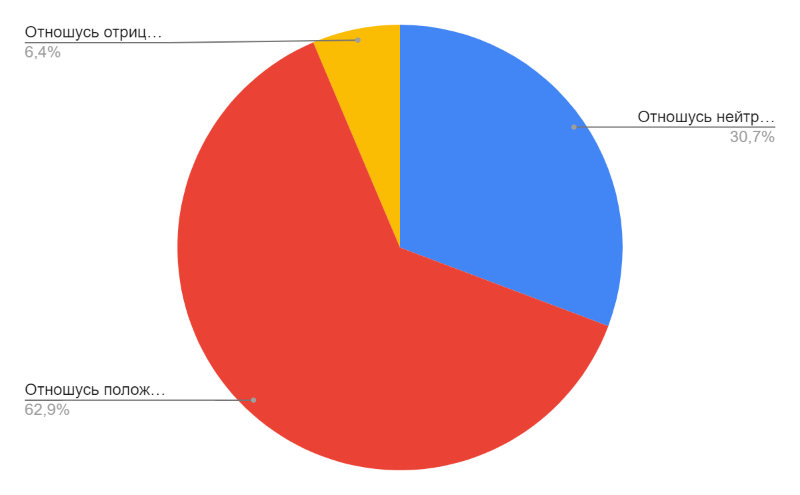 Отношусь отриц…
6,4%
Отношусь нейтр…
30,7%
Отношусь полож…
62,9%